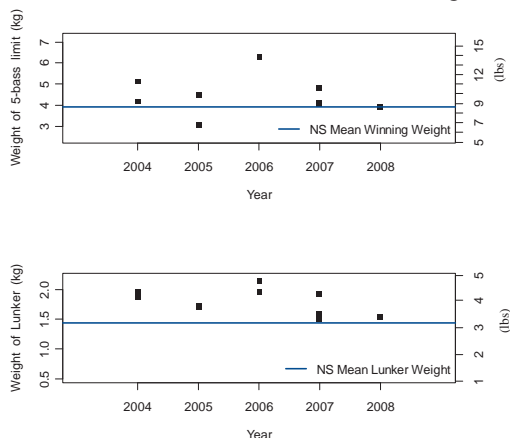 Weight of 5-bass limit (kg)
7
6
5
4
3
15
12
9
7
5
(lbs)
NS Mean Winning Weight
2004 2005 2006 2007 2008
Year
Weight of Lunker (kg)
2.0
1.5
1.0
0.5
5
4
3
2
1
(lbs)
NS Mean Lunker Weight
2004 2005 2006 2007 2008
Year